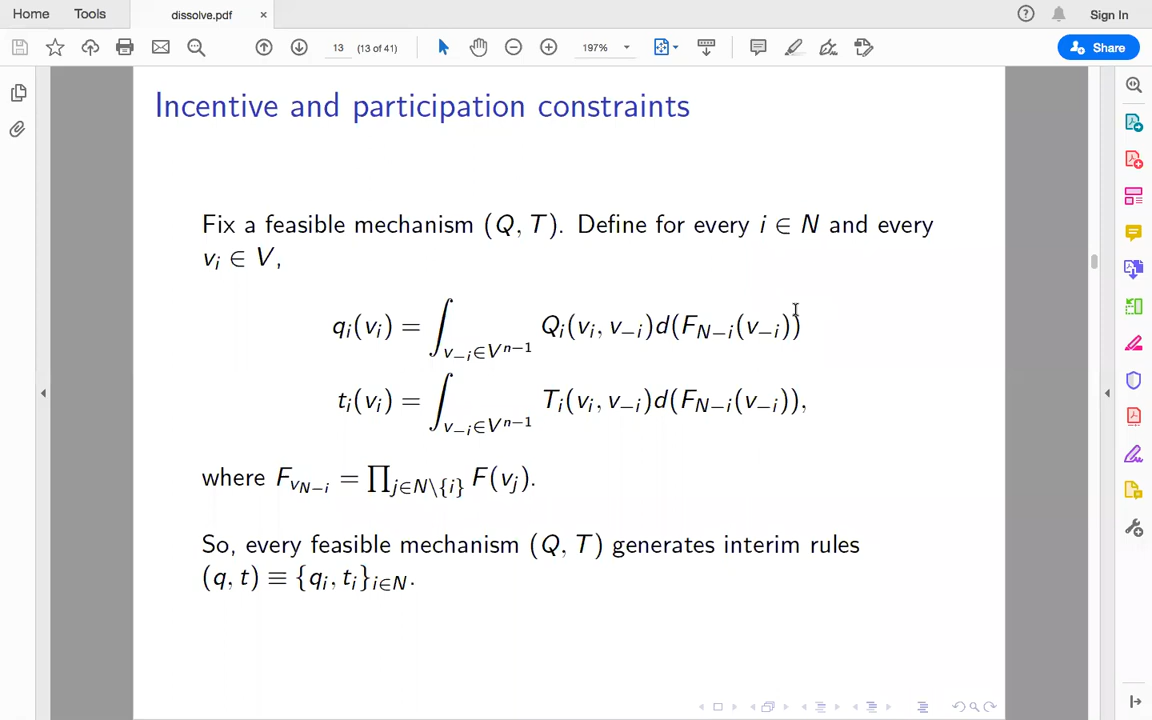 Home Tools dissolve.pdf × Sign In
13 (13 of 41) 197% Share
Incentive and participation constraints
Fix a feasible mechanism (Q, T). Define for every i ∈ N and every
vᵢ ∈ V,
qᵢ(vᵢ) = ∫_{v₋ᵢ∈Vⁿ⁻¹} Qᵢ(vᵢ, v₋ᵢ)d(F_{N−i}(v₋ᵢ))
tᵢ(vᵢ) = ∫_{v₋ᵢ∈Vⁿ⁻¹} Tᵢ(vᵢ, v₋ᵢ)d(F_{N−i}(v₋ᵢ)),
where F_{v_{N−i}} = ∏_{j∈N\{i}} F(vⱼ).
So, every feasible mechanism (Q, T) generates interim rules
(q, t) ≡ {qᵢ, tᵢ}_{i∈N}.